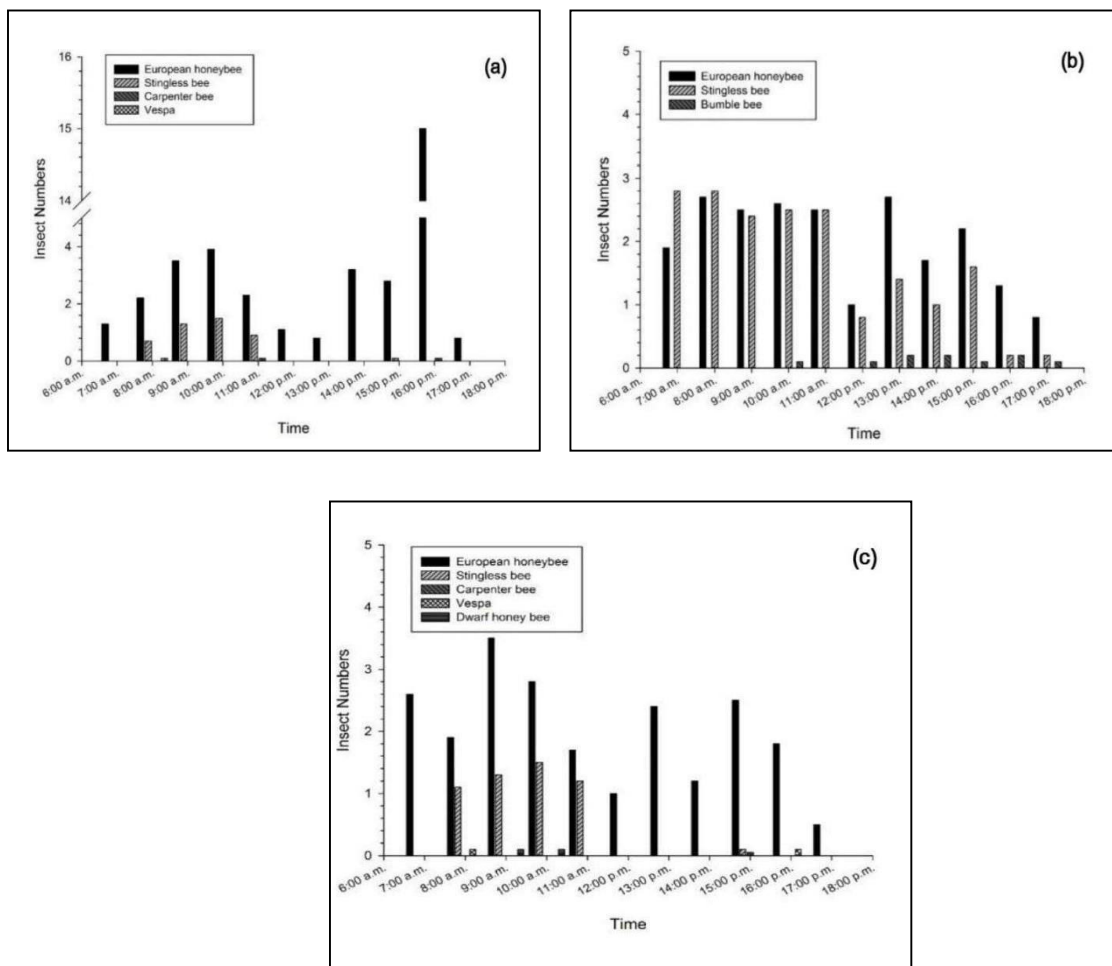 (a)
European honeybee
Stingless bee
Carpenter bee
Vespa
16
15
14
4
2
0
Insect Numbers
6:00 a.m.
7:00 a.m.
8:00 a.m.
9:00 a.m.
10:00 a.m.
11:00 a.m.
12:00 p.m.
13:00 p.m.
14:00 p.m.
15:00 p.m.
16:00 p.m.
17:00 p.m.
18:00 p.m.
Time
(b)
European honeybee
Stingless bee
Bumble bee
5
4
3
2
1
0
Insect Numbers
6:00 a.m.
7:00 a.m.
8:00 a.m.
9:00 a.m.
10:00 a.m.
11:00 a.m.
12:00 p.m.
13:00 p.m.
14:00 p.m.
15:00 p.m.
16:00 p.m.
17:00 p.m.
18:00 p.m.
Time
(c)
European honeybee
Stingless bee
Carpenter bee
Vespa
Dwarf honey bee
5
4
3
2
1
0
Insect Numbers
6:00 a.m.
7:00 a.m.
8:00 a.m.
9:00 a.m.
10:00 a.m.
11:00 a.m.
12:00 p.m.
13:00 p.m.
14:00 p.m.
15:00 p.m.
16:00 p.m.
17:00 p.m.
18:00 p.m.
Time